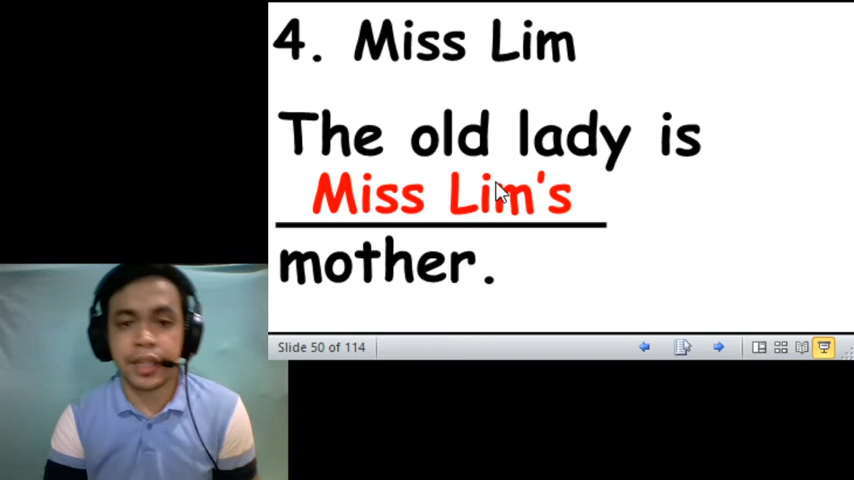 4. Miss Lim
The old lady is
Miss Lim's
mother.
Slide 50 of 114